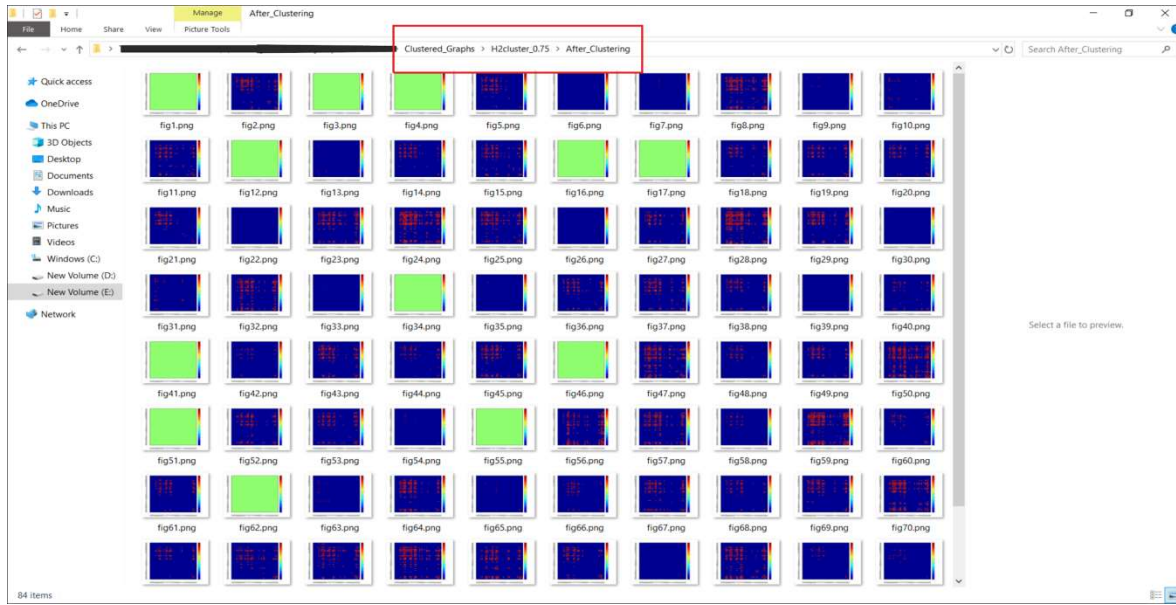 Manage After_Clustering
File Home Share View Picture Tools
Clustered_Graphs > H2cluster_0.75 > After_Clustering
Search After_Clustering
Quick access
OneDrive
This PC
3D Objects
Desktop
Documents
Downloads
Music
Pictures
Videos
Windows (C:)
New Volume (D:)
New Volume (E:)
Network
fig1.png fig2.png fig3.png fig4.png fig5.png fig6.png fig7.png fig8.png fig9.png fig10.png
fig11.png fig12.png fig13.png fig14.png fig15.png fig16.png fig17.png fig18.png fig19.png fig20.png
fig21.png fig22.png fig23.png fig24.png fig25.png fig26.png fig27.png fig28.png fig29.png fig30.png
fig31.png fig32.png fig33.png fig34.png fig35.png fig36.png fig37.png fig38.png fig39.png fig40.png
fig41.png fig42.png fig43.png fig44.png fig45.png fig46.png fig47.png fig48.png fig49.png fig50.png
fig51.png fig52.png fig53.png fig54.png fig55.png fig56.png fig57.png fig58.png fig59.png fig60.png
fig61.png fig62.png fig63.png fig64.png fig65.png fig66.png fig67.png fig68.png fig69.png fig70.png
Select a file to preview.
84 items